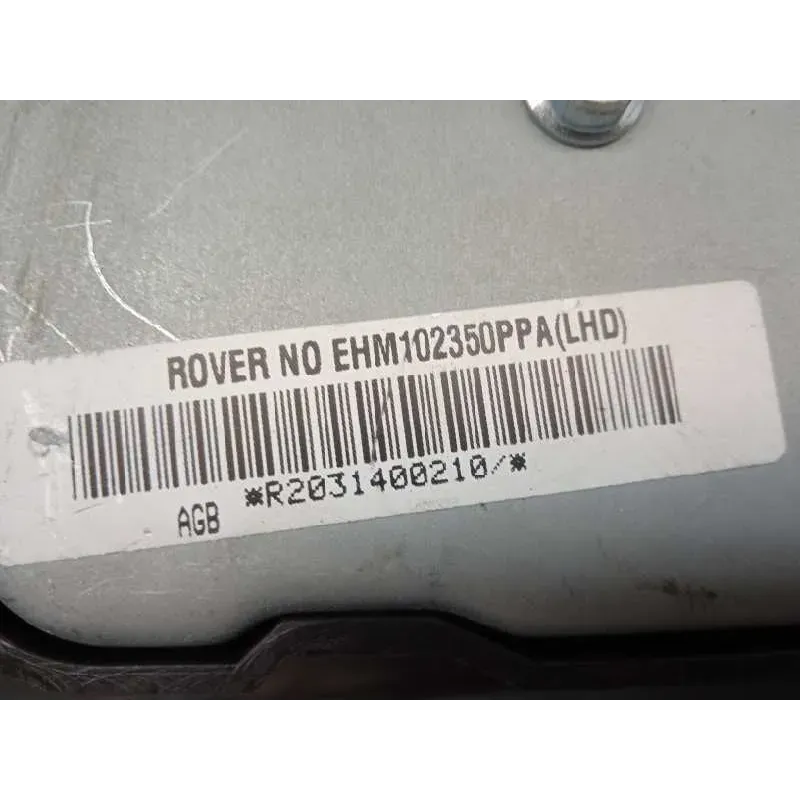 ROVER NO EHM102350PPA(LHD)
*R2031400210/*
AGB